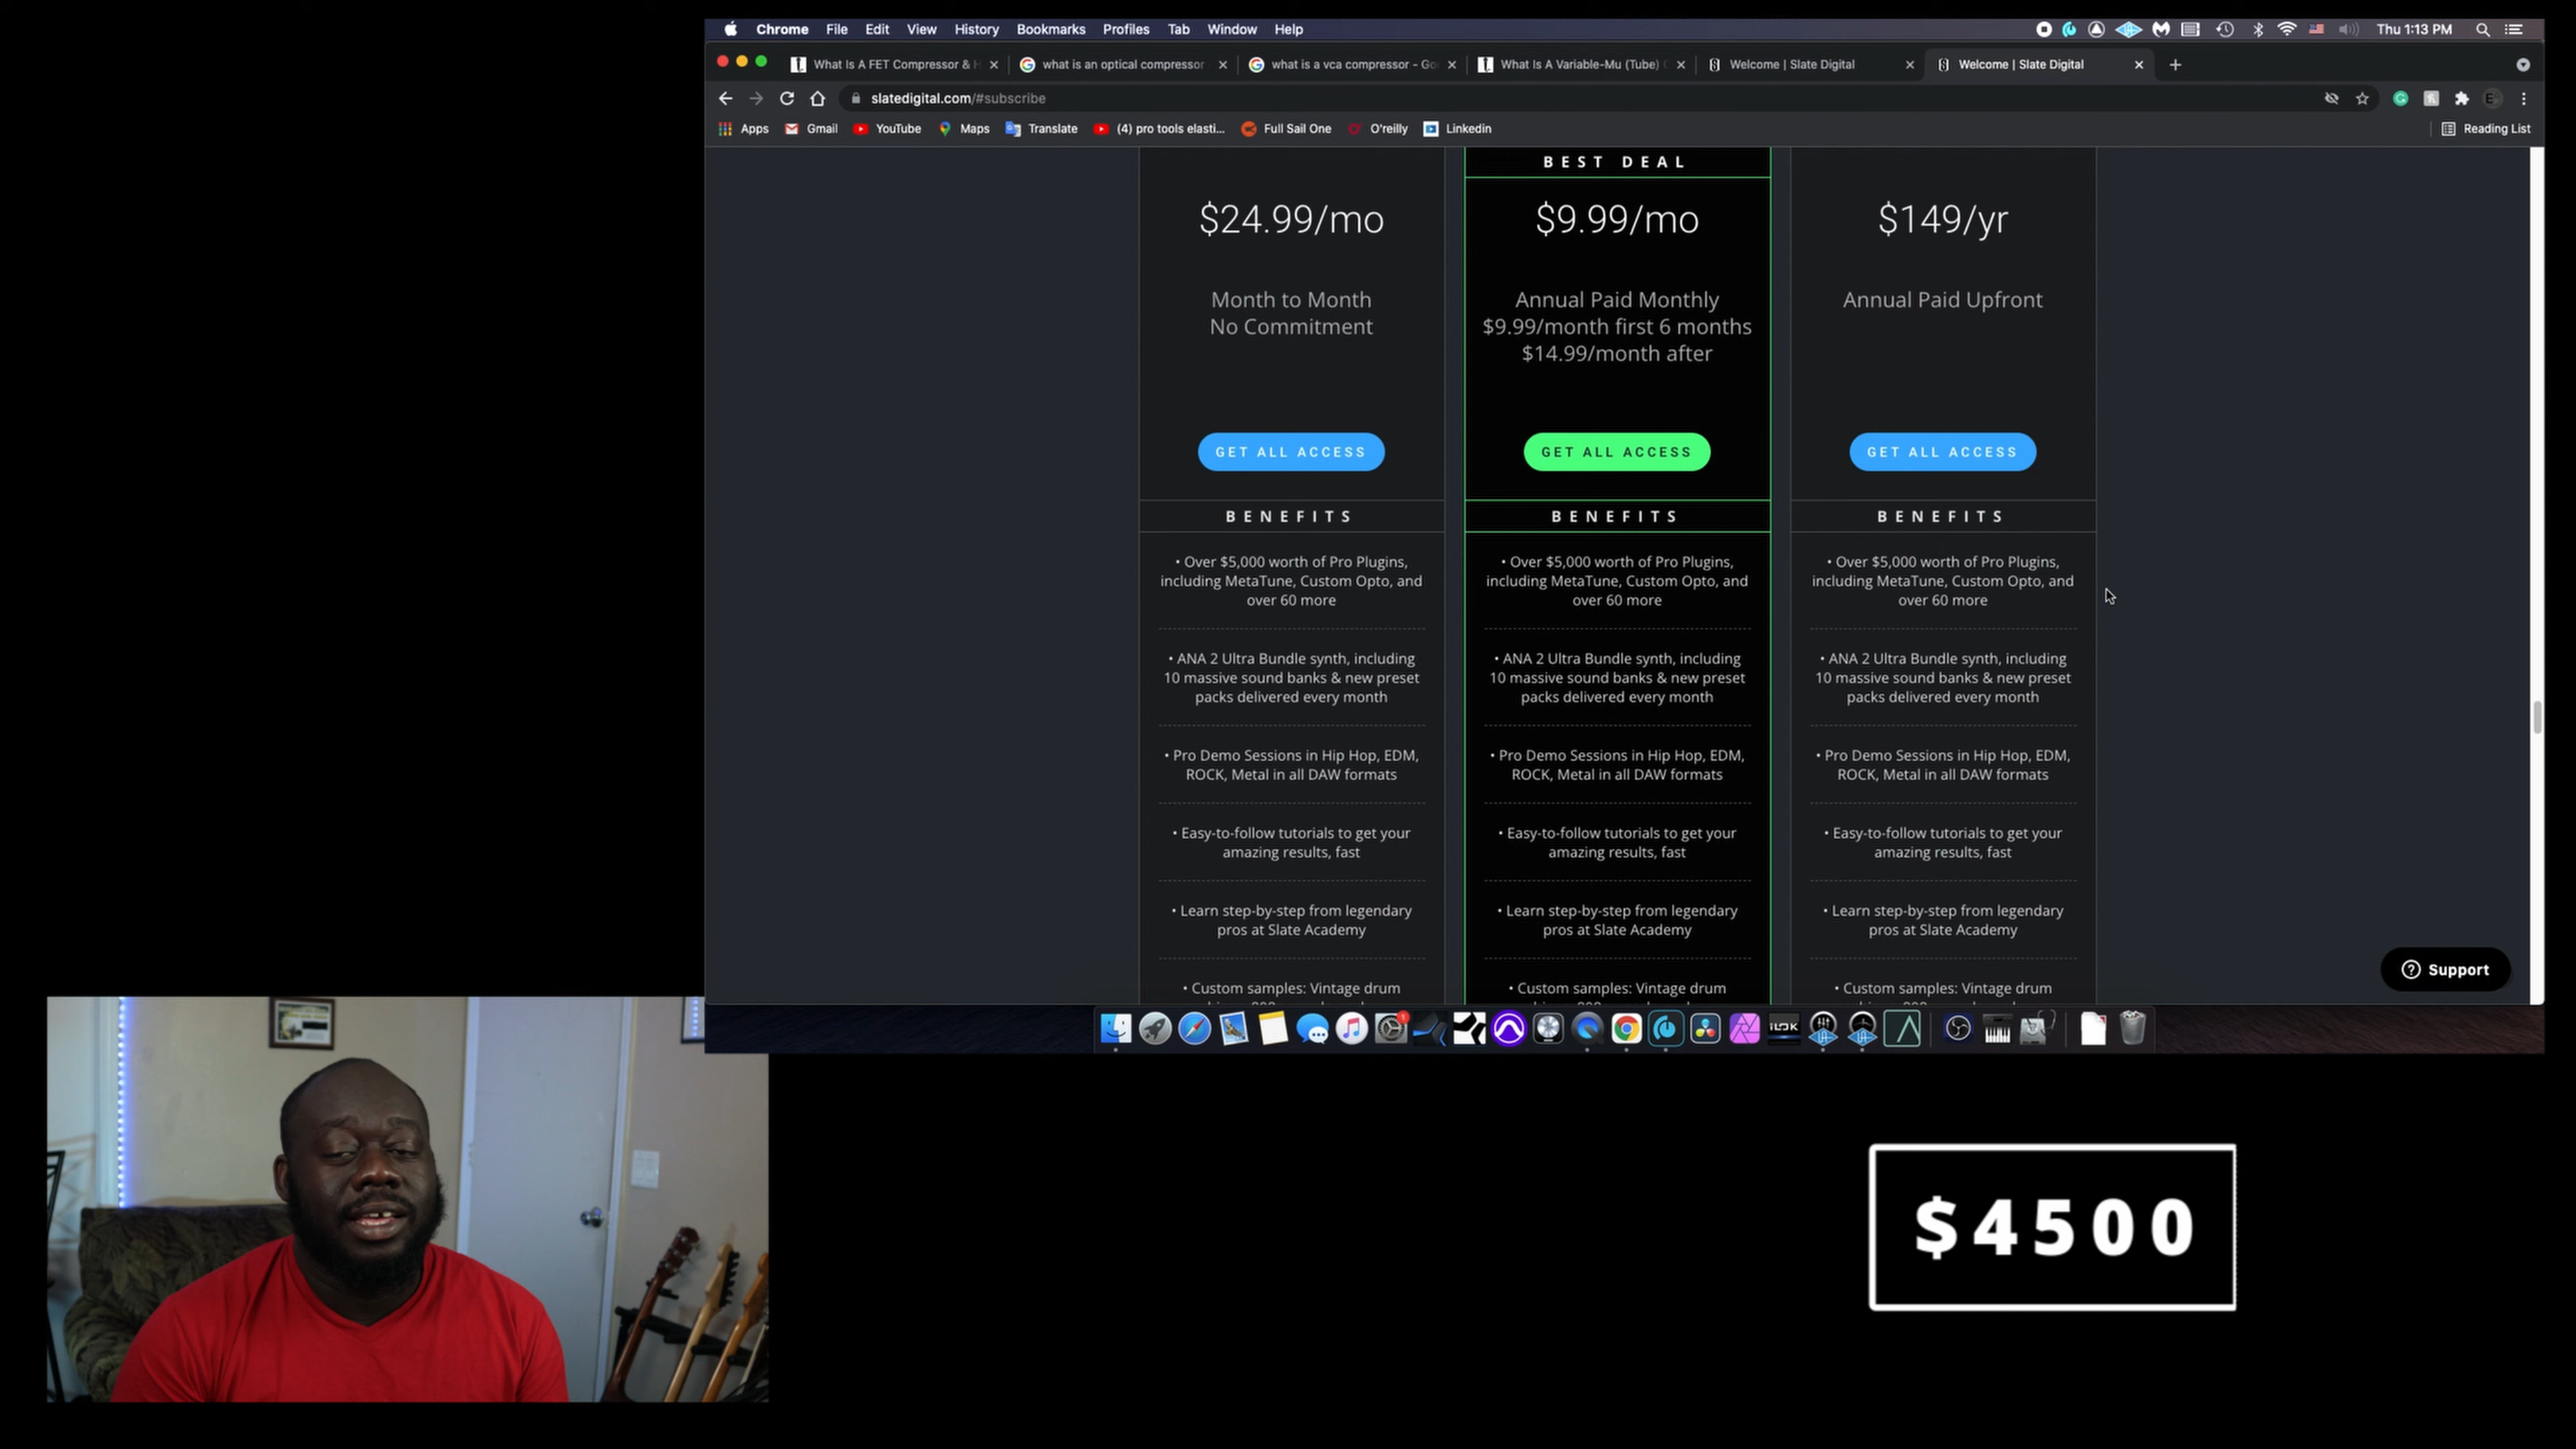 Chrome File Edit View History Bookmarks Profiles Tab Window Help Thu 1:13 PM
What Is A FET Compressor & H what is an optical compressor what is a vca compressor - Go What Is A Variable-Mu (Tube) Welcome | Slate Digital Welcome | Slate Digital
slatedigital.com/#subscribe
Apps Gmail YouTube Maps Translate (4) pro tools elasti... Full Sail One O'reilly Linkedin Reading List
BEST DEAL
$24.99/mo $9.99/mo $149/yr
Month to Month Annual Paid Monthly Annual Paid Upfront
No Commitment $9.99/month first 6 months
$14.99/month after
GET ALL ACCESS GET ALL ACCESS GET ALL ACCESS
BENEFITS BENEFITS BENEFITS
• Over $5,000 worth of Pro Plugins, • Over $5,000 worth of Pro Plugins, • Over $5,000 worth of Pro Plugins,
including MetaTune, Custom Opto, and including MetaTune, Custom Opto, and including MetaTune, Custom Opto, and
over 60 more over 60 more over 60 more
• ANA 2 Ultra Bundle synth, including • ANA 2 Ultra Bundle synth, including • ANA 2 Ultra Bundle synth, including
10 massive sound banks & new preset 10 massive sound banks & new preset 10 massive sound banks & new preset
packs delivered every month packs delivered every month packs delivered every month
• Pro Demo Sessions in Hip Hop, EDM, • Pro Demo Sessions in Hip Hop, EDM, • Pro Demo Sessions in Hip Hop, EDM,
ROCK, Metal in all DAW formats ROCK, Metal in all DAW formats ROCK, Metal in all DAW formats
• Easy-to-follow tutorials to get your • Easy-to-follow tutorials to get your • Easy-to-follow tutorials to get your
amazing results, fast amazing results, fast amazing results, fast
• Learn step-by-step from legendary • Learn step-by-step from legendary • Learn step-by-step from legendary
pros at Slate Academy pros at Slate Academy pros at Slate Academy
Support
• Custom samples: Vintage drum • Custom samples: Vintage drum • Custom samples: Vintage drum
1 iLOK
$4500